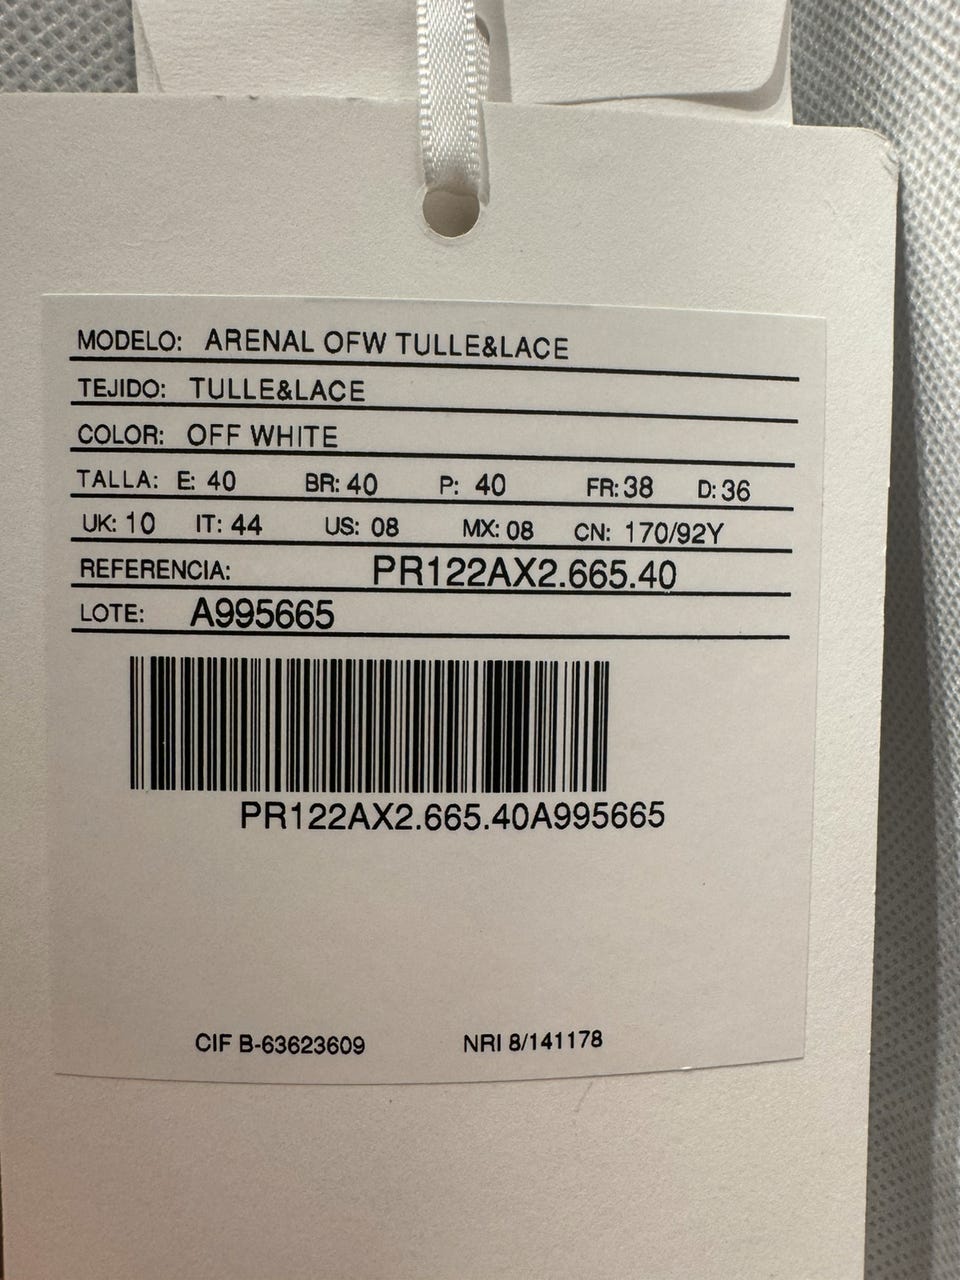 MODELO: ARENAL OFW TULLE&LACE
TEJIDO: TULLE&LACE
COLOR: OFF WHITE
TALLA: E: 40 BR: 40 P: 40 FR: 38 D: 36
UK: 10 IT: 44 US: 08 MX: 08 CN: 170/92Y
REFERENCIA: PR122AX2.665.40
LOTE: A995665
PR122AX2.665.40A995665
CIF B-63623609 NRI 8/141178